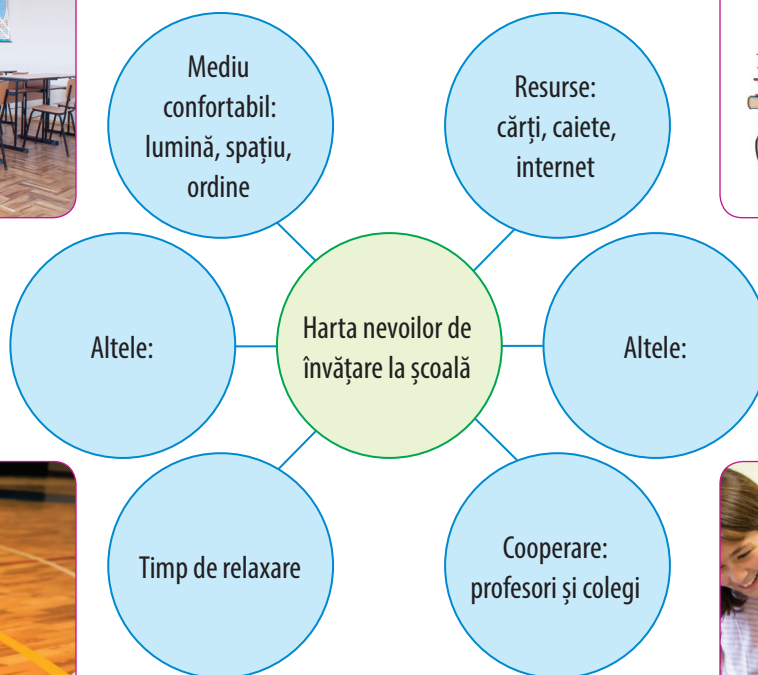 Mediu
confortabil:
lumină, spațiu,
ordine
Resurse:
cărți, caiete,
internet
Altele:
Harta nevoilor de
învățare la școală
Altele:
Timp de relaxare
Cooperare:
profesori și colegi